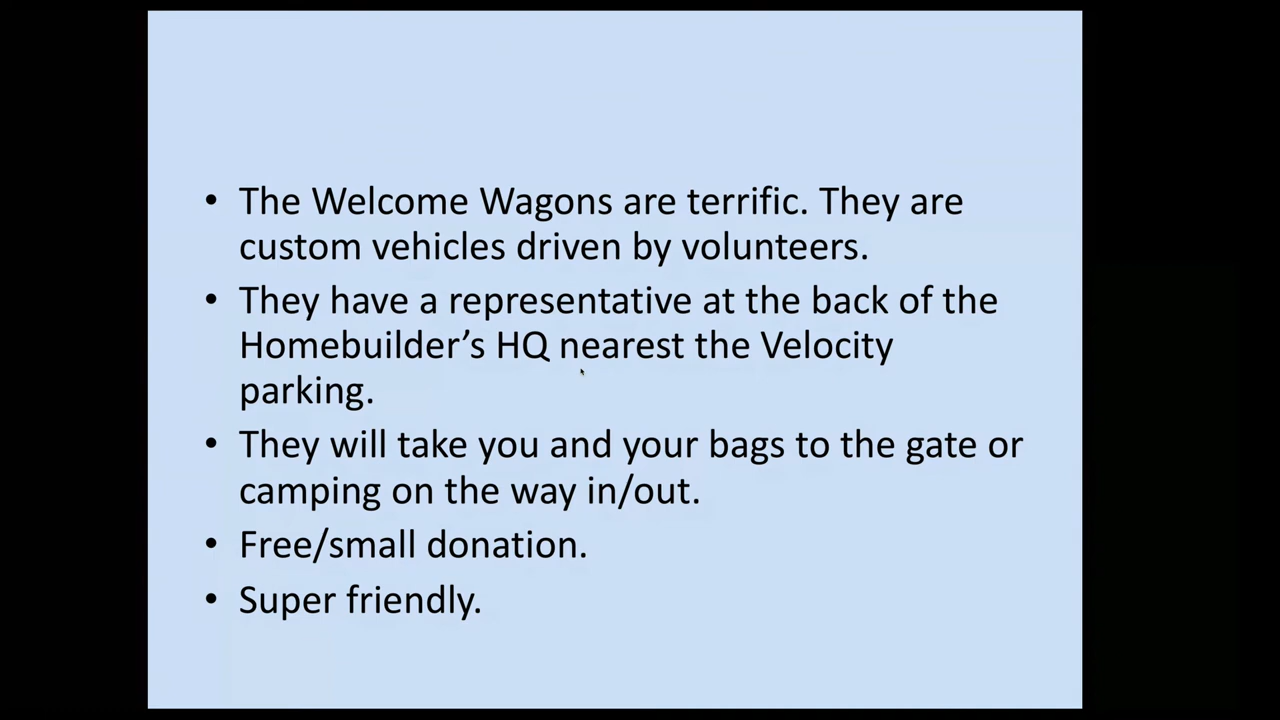 • The Welcome Wagons are terrific. They are
custom vehicles driven by volunteers.
• They have a representative at the back of the
Homebuilder’s HQ nearest the Velocity
parking.
• They will take you and your bags to the gate or
camping on the way in/out.
• Free/small donation.
• Super friendly.